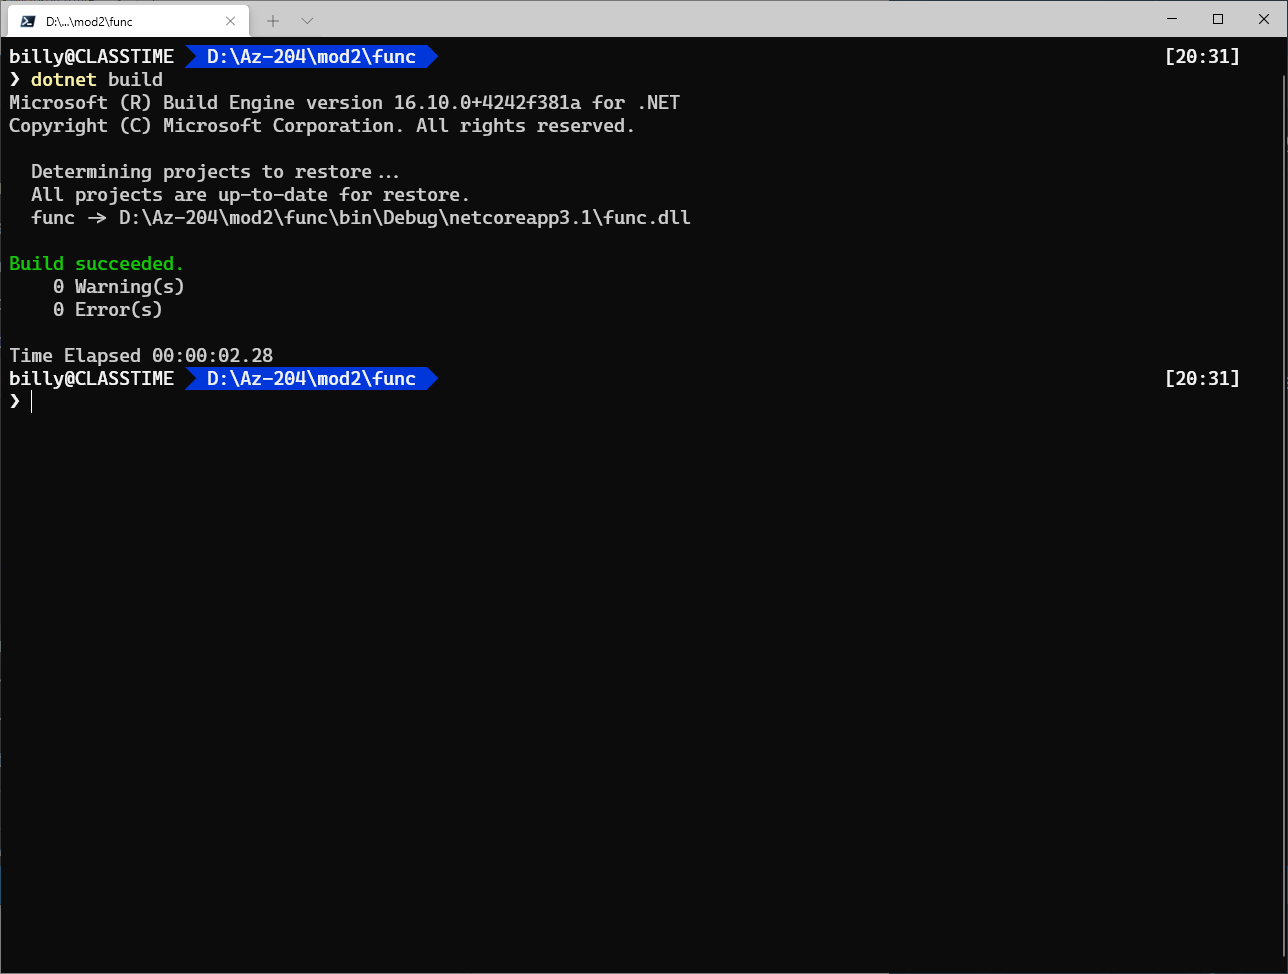 D:\...\mod2\func
billy@CLASSTIME D:\Az-204\mod2\func [20:31]
❯ dotnet build
Microsoft (R) Build Engine version 16.10.0+4242f381a for .NET
Copyright (C) Microsoft Corporation. All rights reserved.
Determining projects to restore...
All projects are up-to-date for restore.
func -> D:\Az-204\mod2\func\bin\Debug\netcoreapp3.1\func.dll
Build succeeded.
0 Warning(s)
0 Error(s)
Time Elapsed 00:00:02.28
billy@CLASSTIME D:\Az-204\mod2\func [20:31]
❯